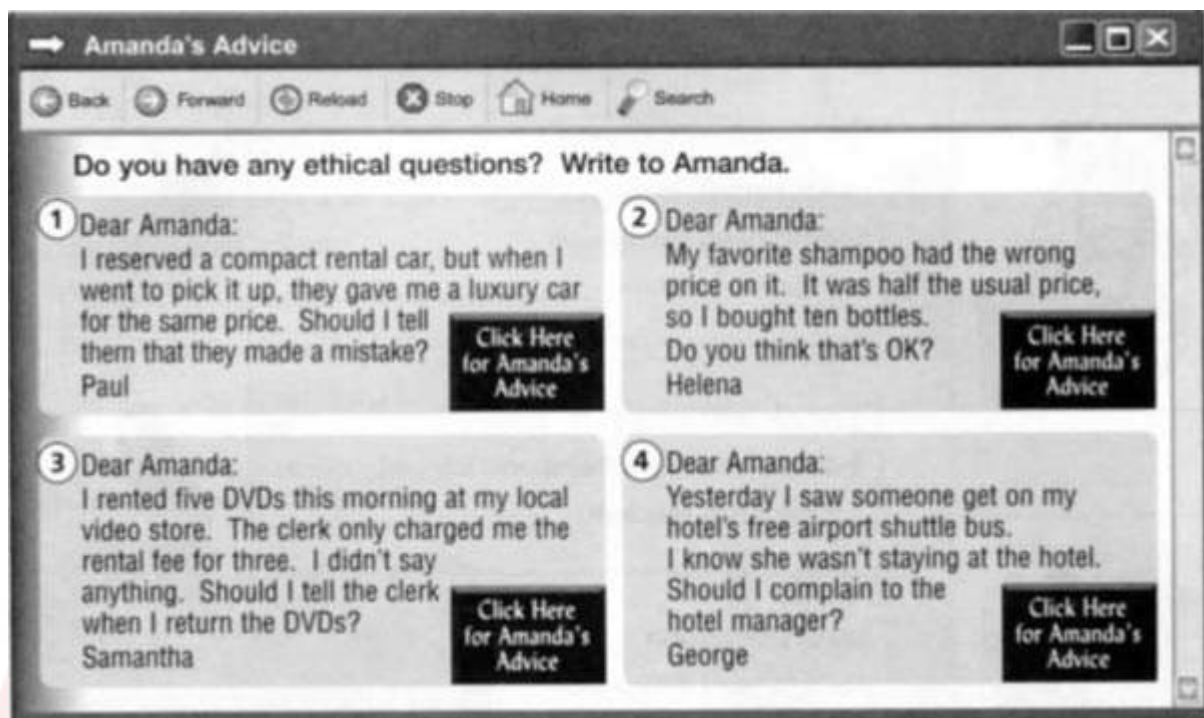 Amanda's Advice
Back Forward Reload Stop Home Search
Do you have any ethical questions? Write to Amanda.
1
Dear Amanda:
I reserved a compact rental car, but when I
went to pick it up, they gave me a luxury car
for the same price. Should I tell
them that they made a mistake?
Paul
Click Here
for Amanda's
Advice
2
Dear Amanda:
My favorite shampoo had the wrong
price on it. It was half the usual price,
so I bought ten bottles.
Do you think that's OK?
Helena
Click Here
for Amanda's
Advice
3
Dear Amanda:
I rented five DVDs this morning at my local
video store. The clerk only charged me the
rental fee for three. I didn't say
anything. Should I tell the clerk
when I return the DVDs?
Samantha
Click Here
for Amanda's
Advice
4
Dear Amanda:
Yesterday I saw someone get on my
hotel's free airport shuttle bus.
I know she wasn't staying at the hotel.
Should I complain to the
hotel manager?
George
Click Here
for Amanda's
Advice